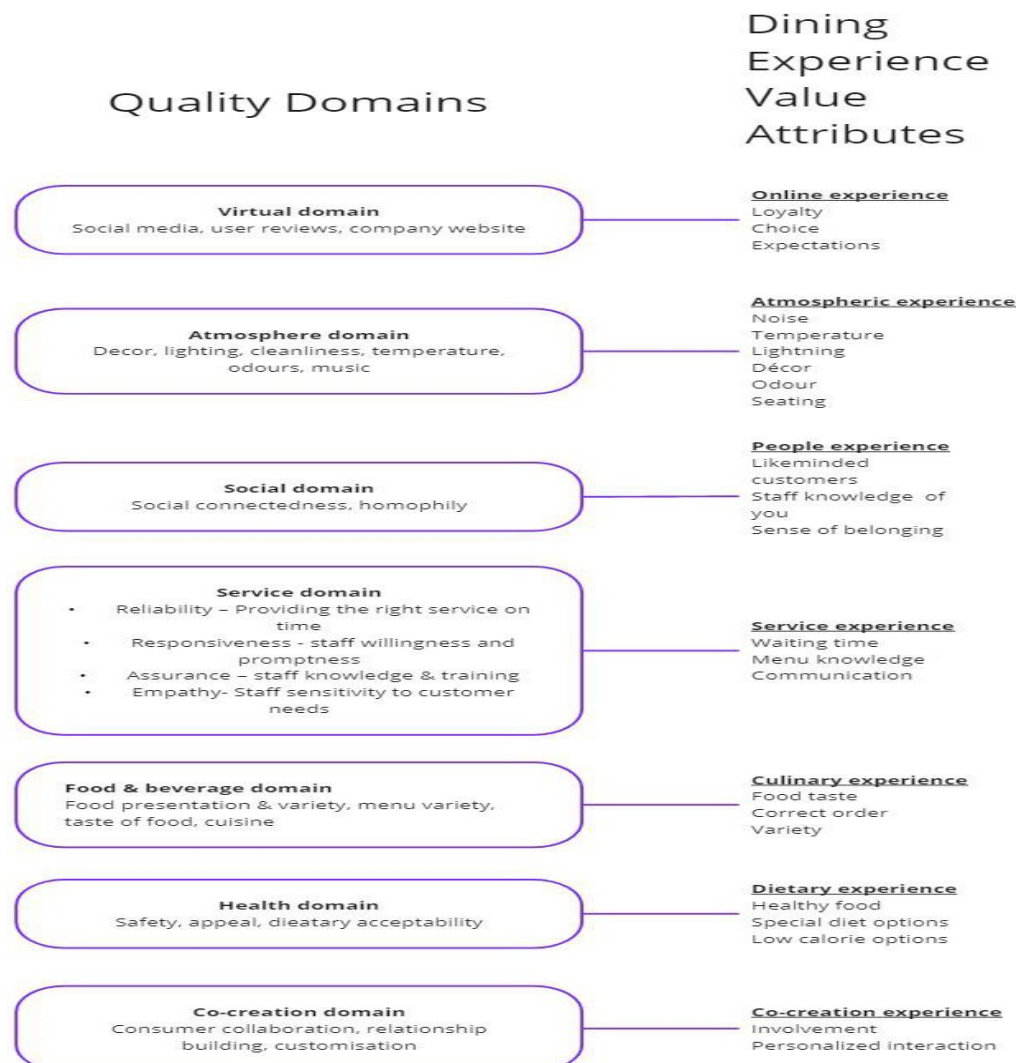 Dining
Experience
Value
Attributes
Quality Domains
Virtual domain
Social media, user reviews, company website
Online experience
Loyalty
Choice
Expectations
Atmosphere domain
Decor, lighting, cleanliness, temperature,
odours, music
Atmospheric experience
Noise
Temperature
Lightning
Décor
Odour
Seating
Social domain
Social connectedness, homophily
People experience
Likeminded
customers
Staff knowledge of
you
Sense of belonging
Service domain
• Reliability – Providing the right service on
time
• Responsiveness - staff willingness and
promptness
• Assurance – staff knowledge & training
• Empathy- Staff sensitivity to customer
needs
Service experience
Waiting time
Menu knowledge
Communication
Food & beverage domain
Food presentation & variety, menu variety,
taste of food, cuisine
Culinary experience
Food taste
Correct order
Variety
Health domain
Safety, appeal, dieatary acceptability
Dietary experience
Healthy food
Special diet options
Low calorie options
Co-creation domain
Consumer collaboration, relationship
building, customisation
Co-creation experience
Involvement
Personalized interaction